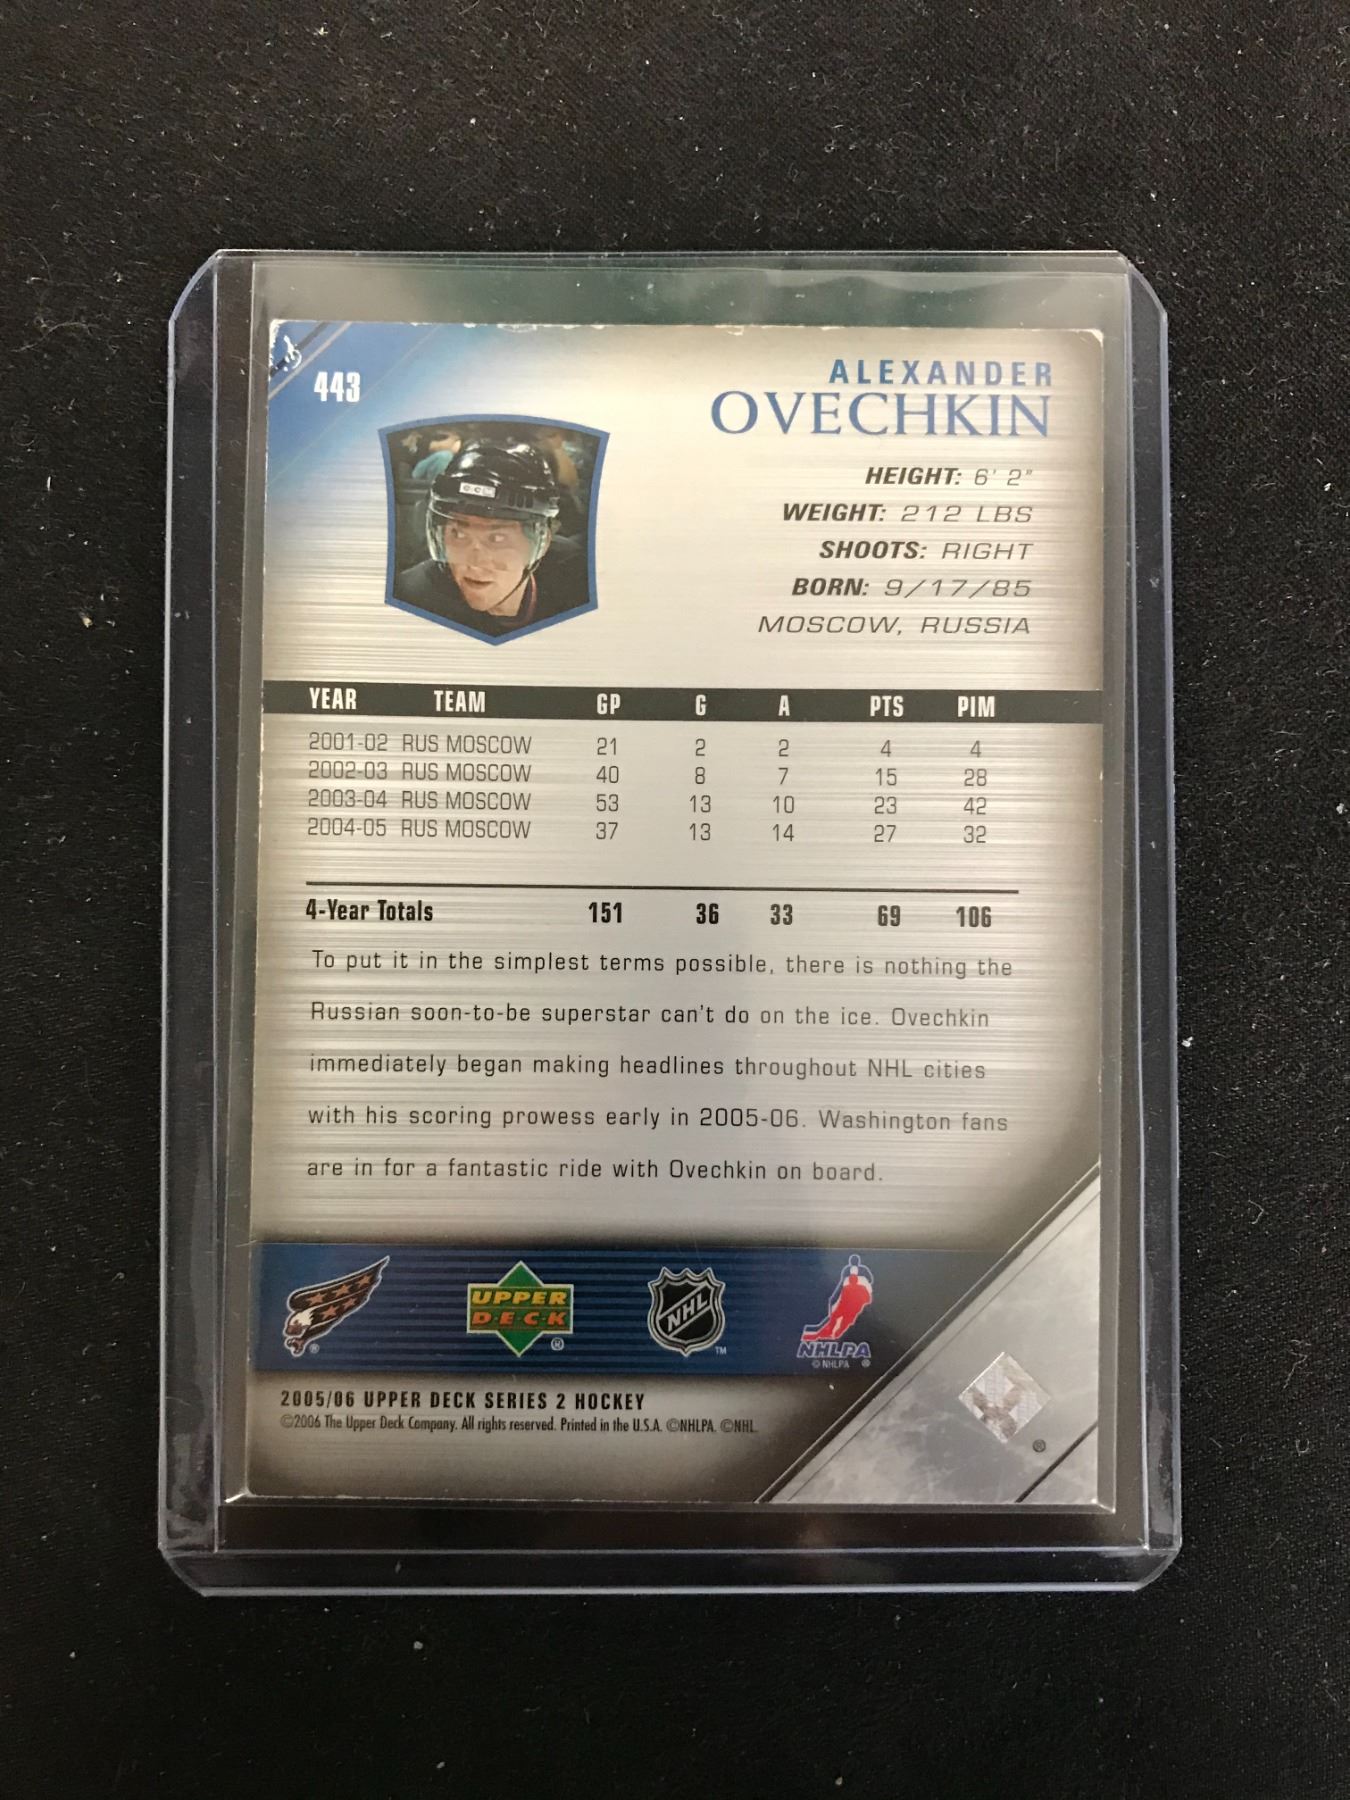 443
ALEXANDER
OVECHKIN
CCM
HEIGHT: 6' 2"
WEIGHT: 212 LBS
SHOOTS: RIGHT
BORN: 9/17/85
MOSCOW, RUSSIA
YEAR TEAM GP G A PTS PIM
2001-02 RUS MOSCOW 21 2 2 4 4
2002-03 RUS MOSCOW 40 8 7 15 28
2003-04 RUS MOSCOW 53 13 10 23 42
2004-05 RUS MOSCOW 37 13 14 27 32
4-Year Totals 151 36 33 69 106
To put it in the simplest terms possible, there is nothing the
Russian soon-to-be superstar can't do on the ice. Ovechkin
immediately began making headlines throughout NHL cities
with his scoring prowess early in 2005-06. Washington fans
are in for a fantastic ride with Ovechkin on board.
®
UPPER
D·E·C·K
®
NHL
TM
NHLPA
© NHLPA ®
2005/06 UPPER DECK SERIES 2 HOCKEY
©2006 The Upper Deck Company. All rights reserved. Printed in the U.S.A. ©NHLPA. ©NHL.
®